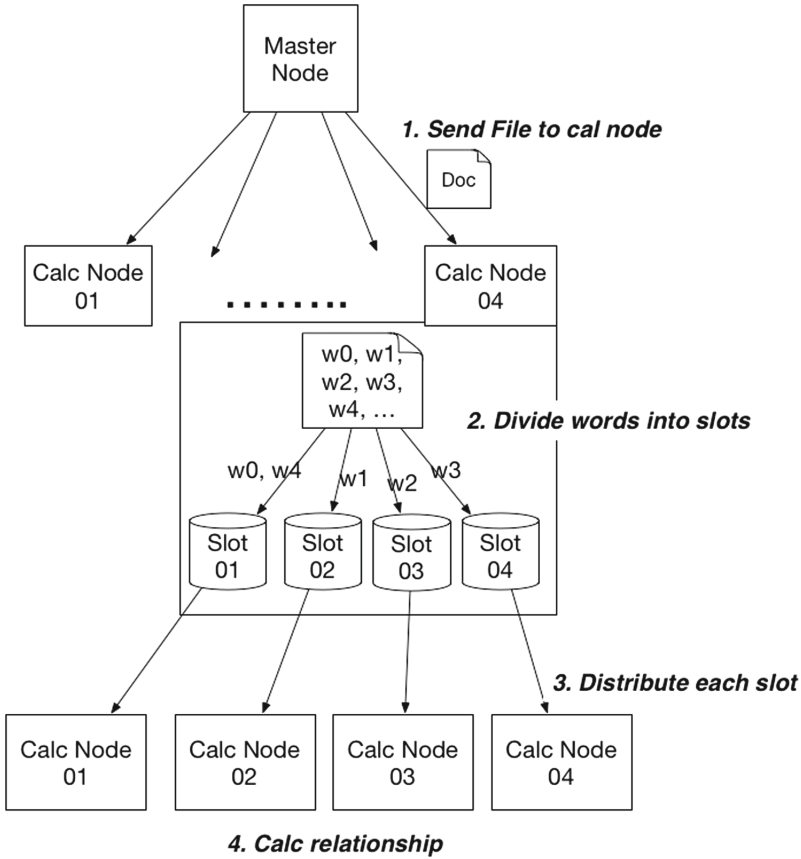 Master
Node
1. Send File to cal node
Doc
Calc Node
01
Calc Node
04
w0, w1,
w2, w3,
w4, ...
2. Divide words into slots
w0, w4
w1
w2
w3
Slot
01
Slot
02
Slot
03
Slot
04
3. Distribute each slot
Calc Node
01
Calc Node
02
Calc Node
03
Calc Node
04
4. Calc relationship